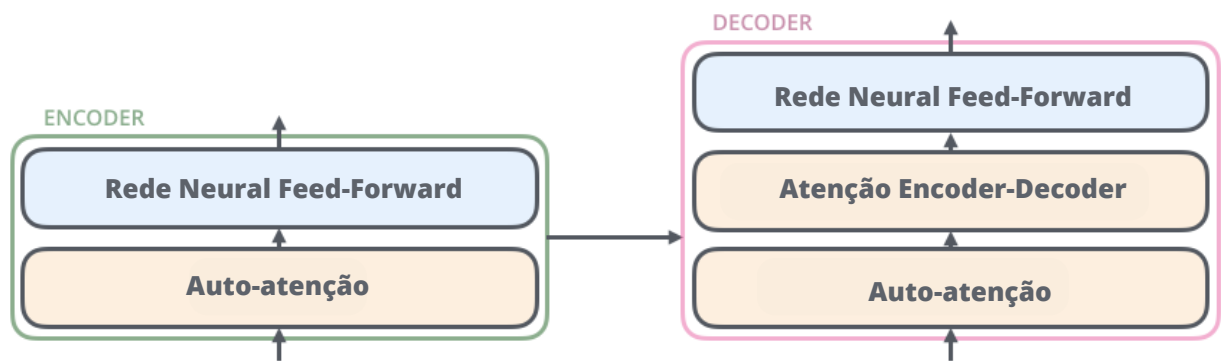 ENCODER
Rede Neural Feed-Forward
Auto-atenção
DECODER
Rede Neural Feed-Forward
Atenção Encoder-Decoder
Auto-atenção